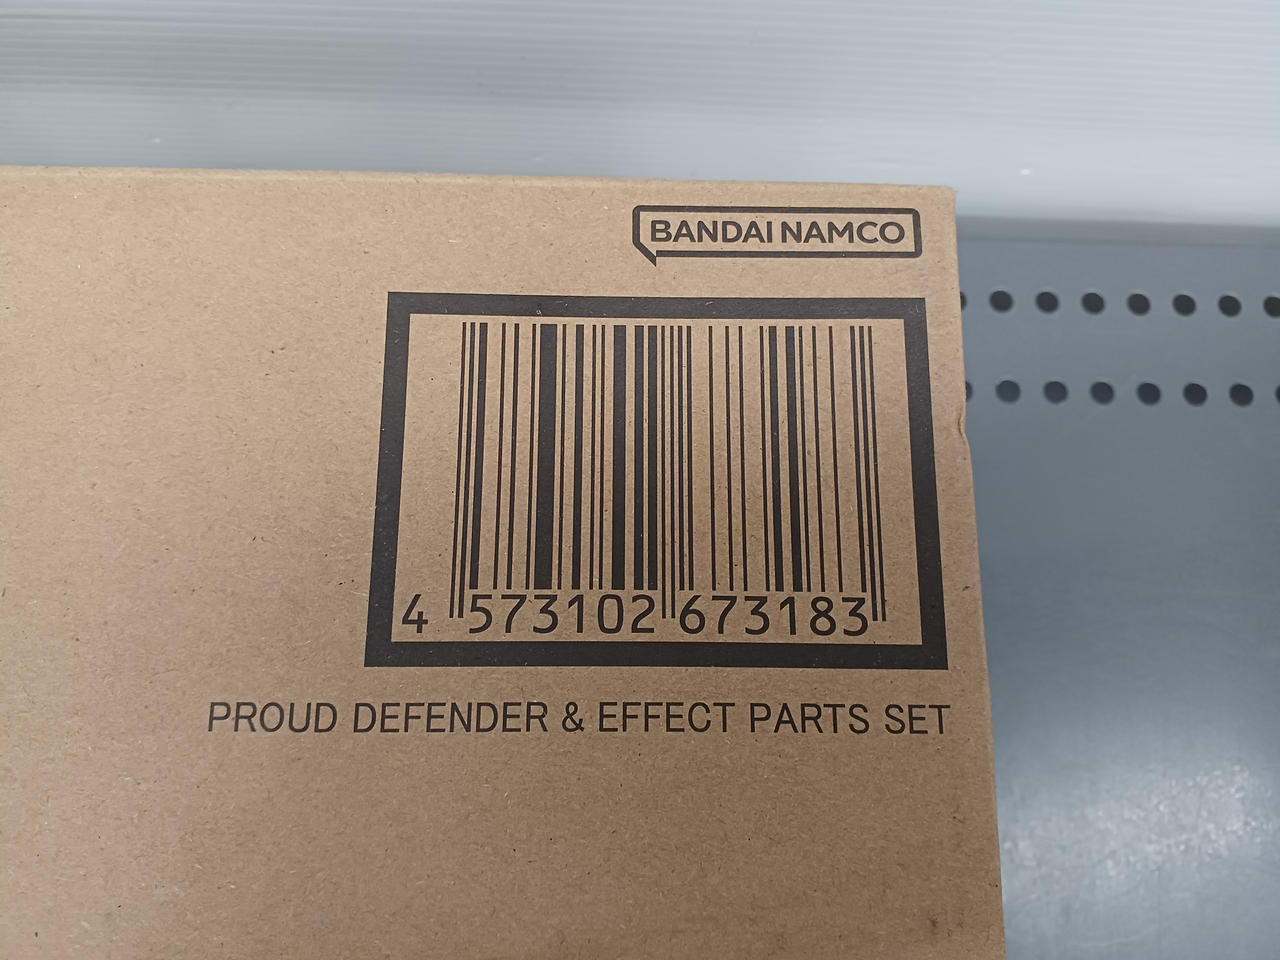 BANDAI NAMCO
4 573102 673183
PROUD DEFENDER & EFFECT PARTS SET